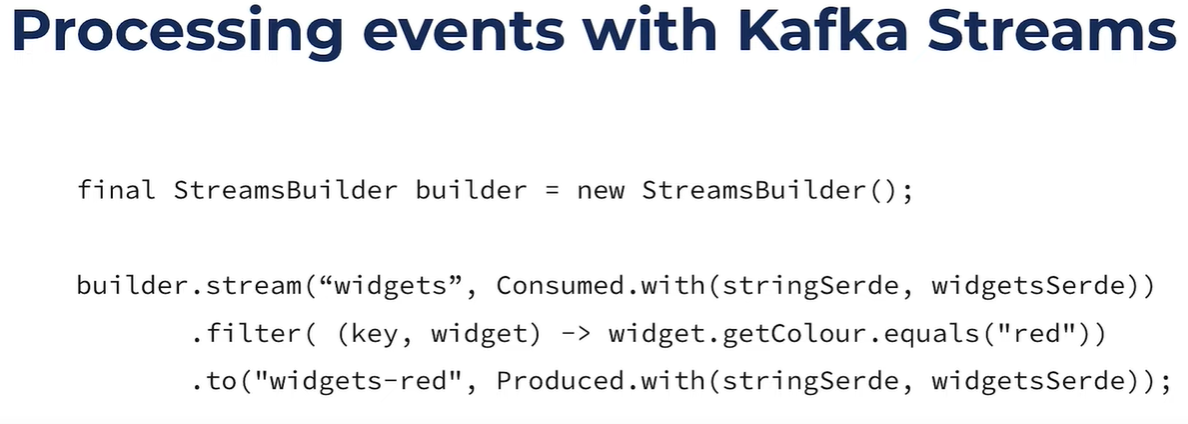 Processing events with Kafka Streams
final StreamsBuilder builder = new StreamsBuilder();
builder.stream(“widgets”, Consumed.with(stringSerde, widgetsSerde))
.filter( (key, widget) -> widget.getColour.equals("red"))
.to("widgets-red", Produced.with(stringSerde, widgetsSerde));